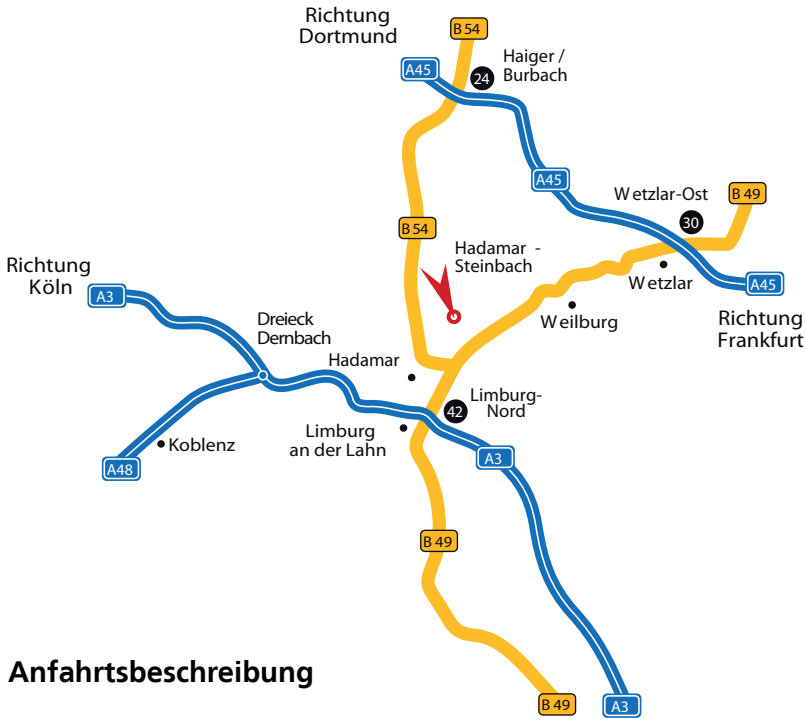 Richtung
Dortmund
B 54
Haiger /
Burbach
A45
24
A45
Wetzlar-Ost
B 49
30
B 54
Hadamar -
Steinbach
Richtung
Köln
A3
Wetzlar
A45
Dreieck
Dernbach
Weilburg
Richtung
Frankfurt
Hadamar
Limburg-
Nord
42
Limburg
an der Lahn
Koblenz
A48
A3
B 49
Anfahrtsbeschreibung
B 49
A3